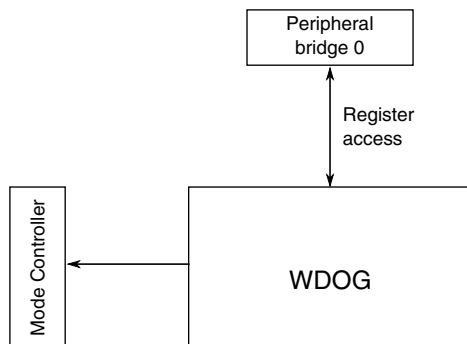 Peripheral
bridge 0
Register
access
Mode Controller
WDOG